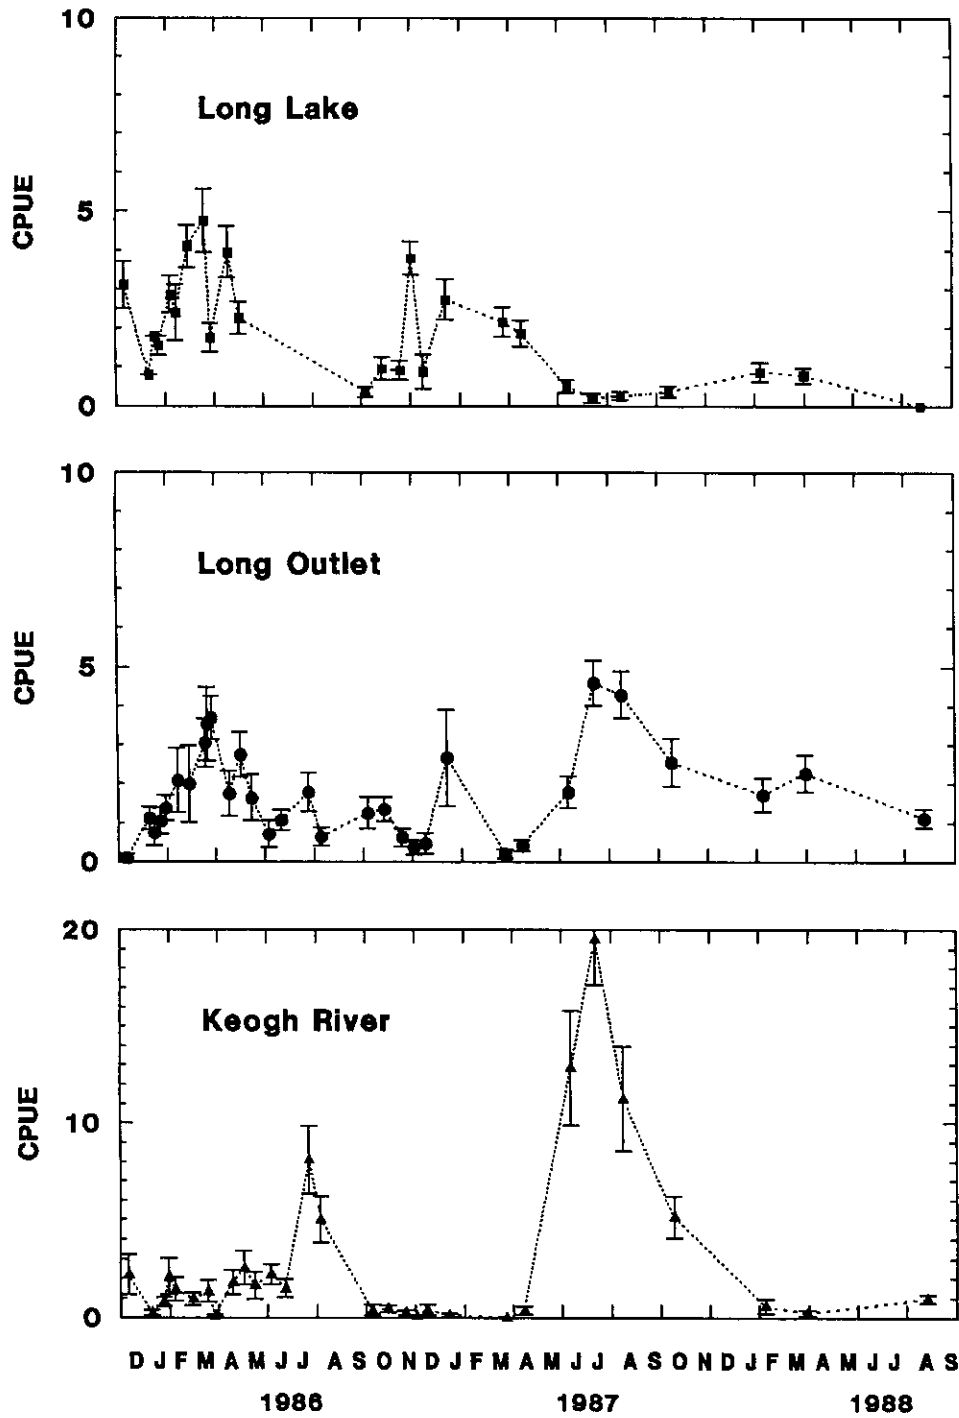 10
Long Lake
CPUE
5
0
10
Long Outlet
CPUE
5
0
20
Keogh River
CPUE
10
0
D J F M A M J J A S O N D J F M A M J J A S O N D J F M A M J J A S
1986 1987 1988